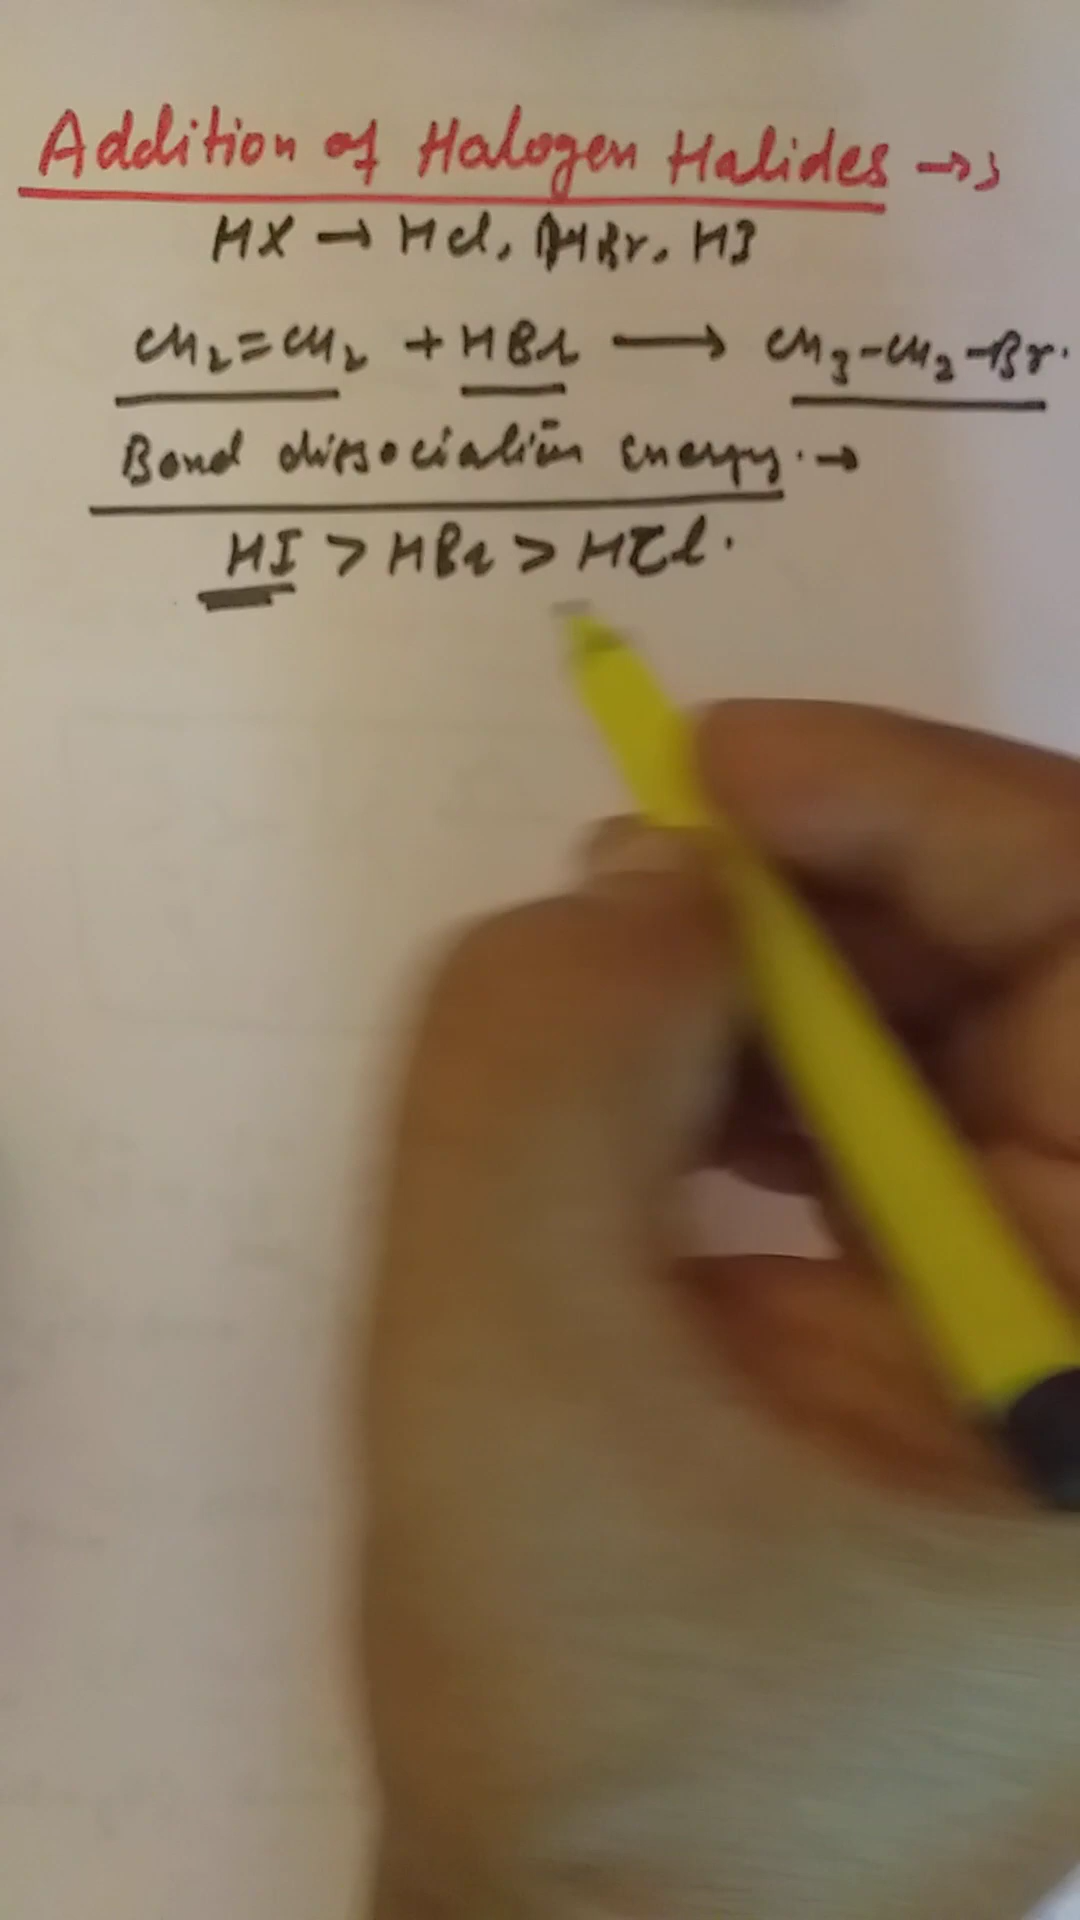 Addition of Halogen Halides →
HX → HCl, HBr, HI
CH2=CH2 + HBr ⟶ CH3-CH2-Br.
Bond dissociation energy. →
HI > HBr > HCl.